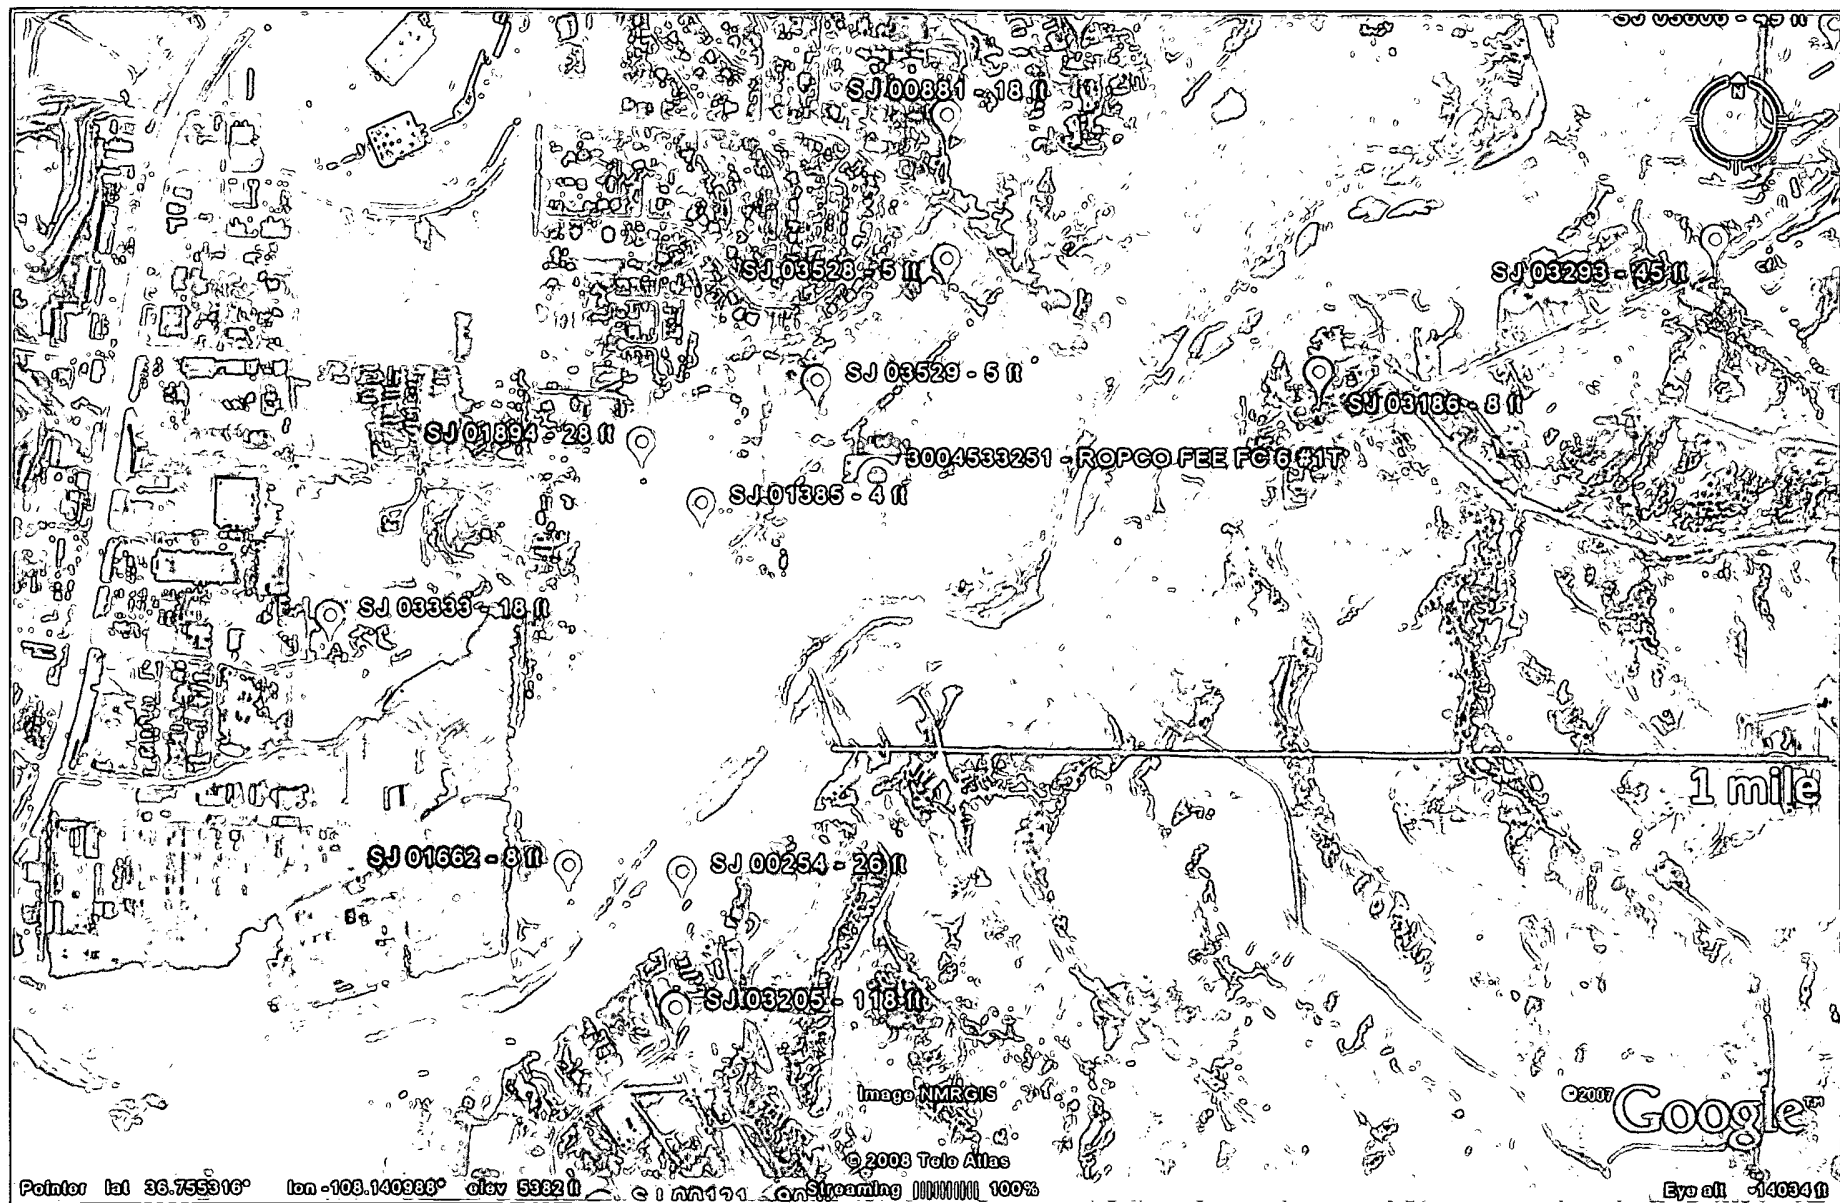 SJ 00881 - 18 ft
N
SJ 03528 - 5 ft
SJ 03293 - 45 ft
SJ 03529 - 5 ft
SJ 03186 - 8 ft
SJ 01894 - 28 ft
3004533251 - ROPCO FEE FC 6 #1T
SJ 01385 - 4 ft
SJ 03333 - 18 ft
1 mile
SJ 01662 - 8 ft
SJ 00254 - 26 ft
SJ 03205 - 118 ft
Image NMRGIS
©2007 Google™
© 2008 Tele Atlas
Pointer lat 36.755316° lon -108.140988° elev 5382 ft
Streaming 100%
Eye alt 14034 ft